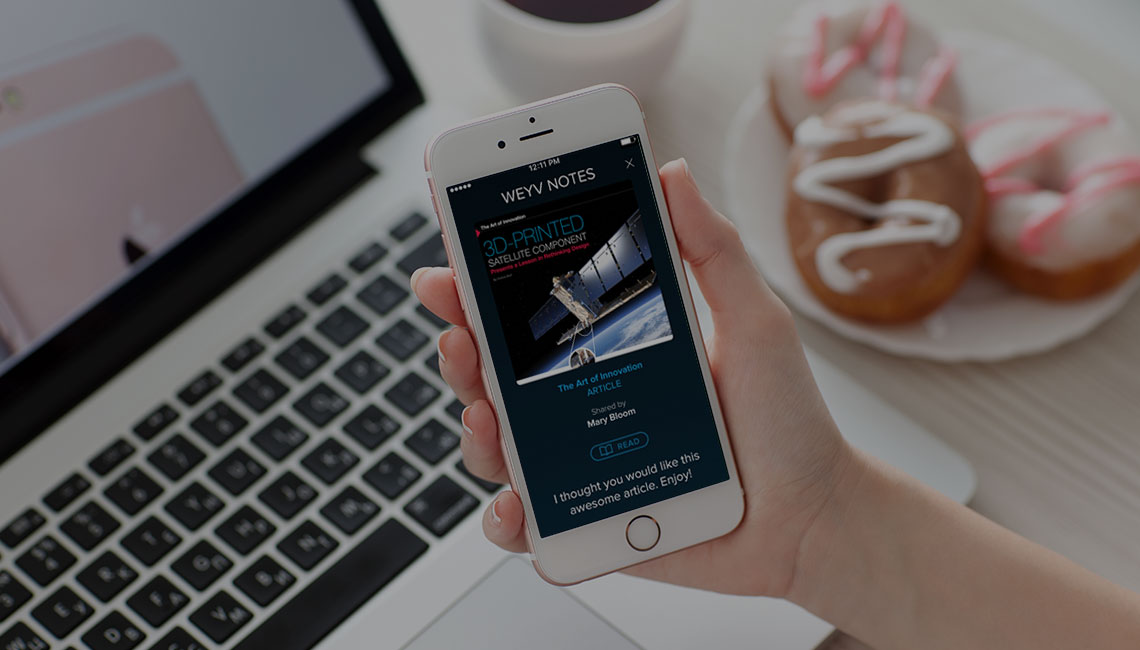 12:11 PM
WEYV NOTES
The Art of Innovation
3D-PRINTED
SATELLITE COMPONENT
Presents a Lesson in Rethinking Design
The Art of Innovation
ARTICLE
Shared by
Mary Bloom
READ
I thought you would like this
awesome article. Enjoy!